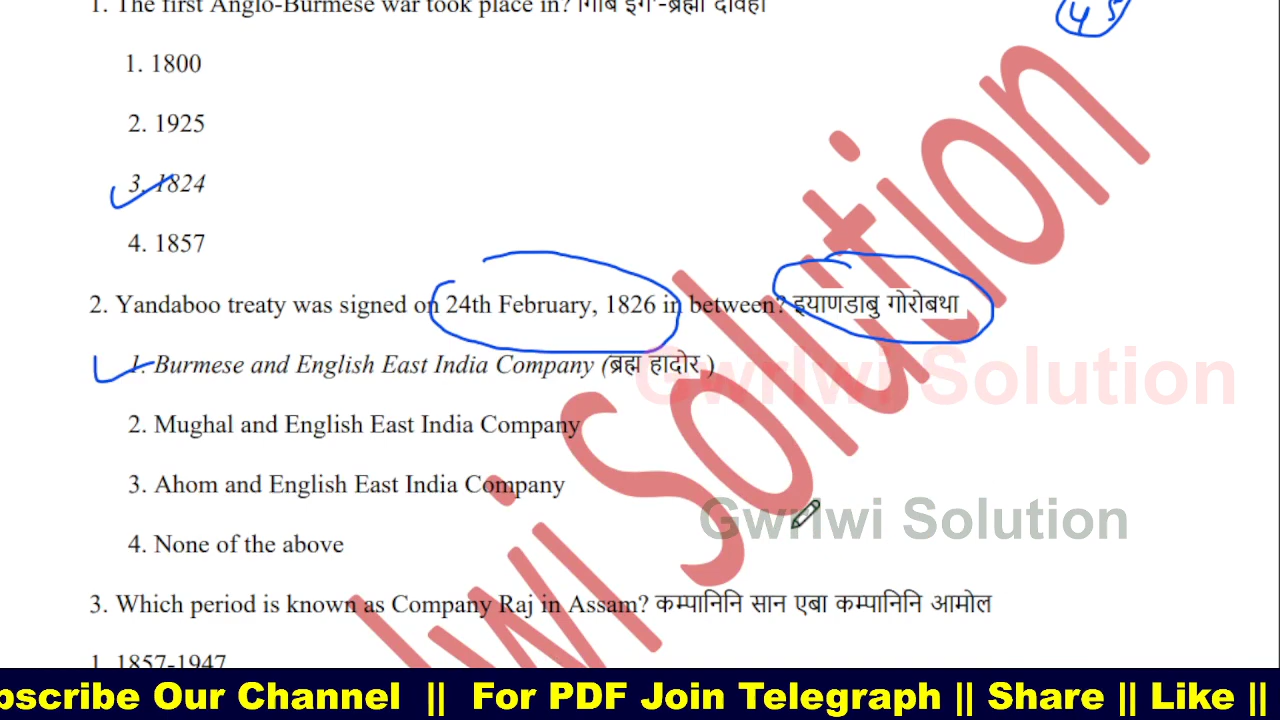 1. The first Anglo-Burmese war took place in?
45
1. 1800
2. 1925
3. 1824
4. 1857
2. Yandaboo treaty was signed on 24th February, 1826 in between? इयाणडाबु गोरोबथा
1. Burmese and English East India Company (ब्रह्म हादोर )
Gwrlwi Solution
2. Mughal and English East India Company
3. Ahom and English East India Company
Gwrlwi Solution
4. None of the above
lwi Solution
3. Which period is known as Company Raj in Assam? कम्पानिनि सान एबा कम्पानिनि आमोल
1. 1857-1947
bscribe Our Channel || For PDF Join Telegraph || Share || Like ||